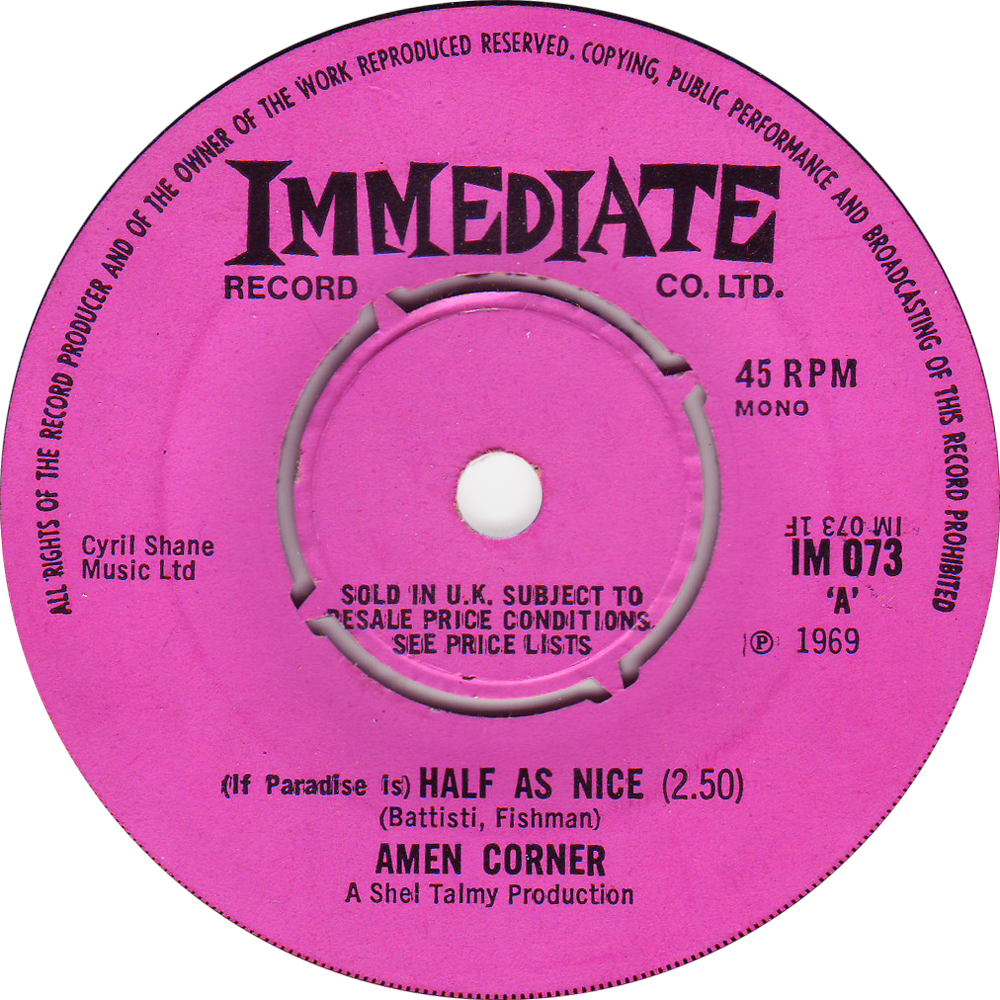 ALL RIGHTS OF THE RECORD PRODUCER AND OF THE OWNER OF THE WORK REPRODUCED RESERVED. COPYING, PUBLIC PERFORMANCE AND BROADCASTING OF THIS RECORD PROHIBITED
IMMEDIATE
RECORD CO. LTD.
45 RPM
MONO
Cyril Shane
Music Ltd
IM 073 1F
IM 073
'A'
℗ 1969
SOLD IN U.K. SUBJECT TO
RESALE PRICE CONDITIONS.
SEE PRICE LISTS
(If Paradise is) HALF AS NICE (2.50)
(Battisti, Fishman)
AMEN CORNER
A Shel Talmy Production